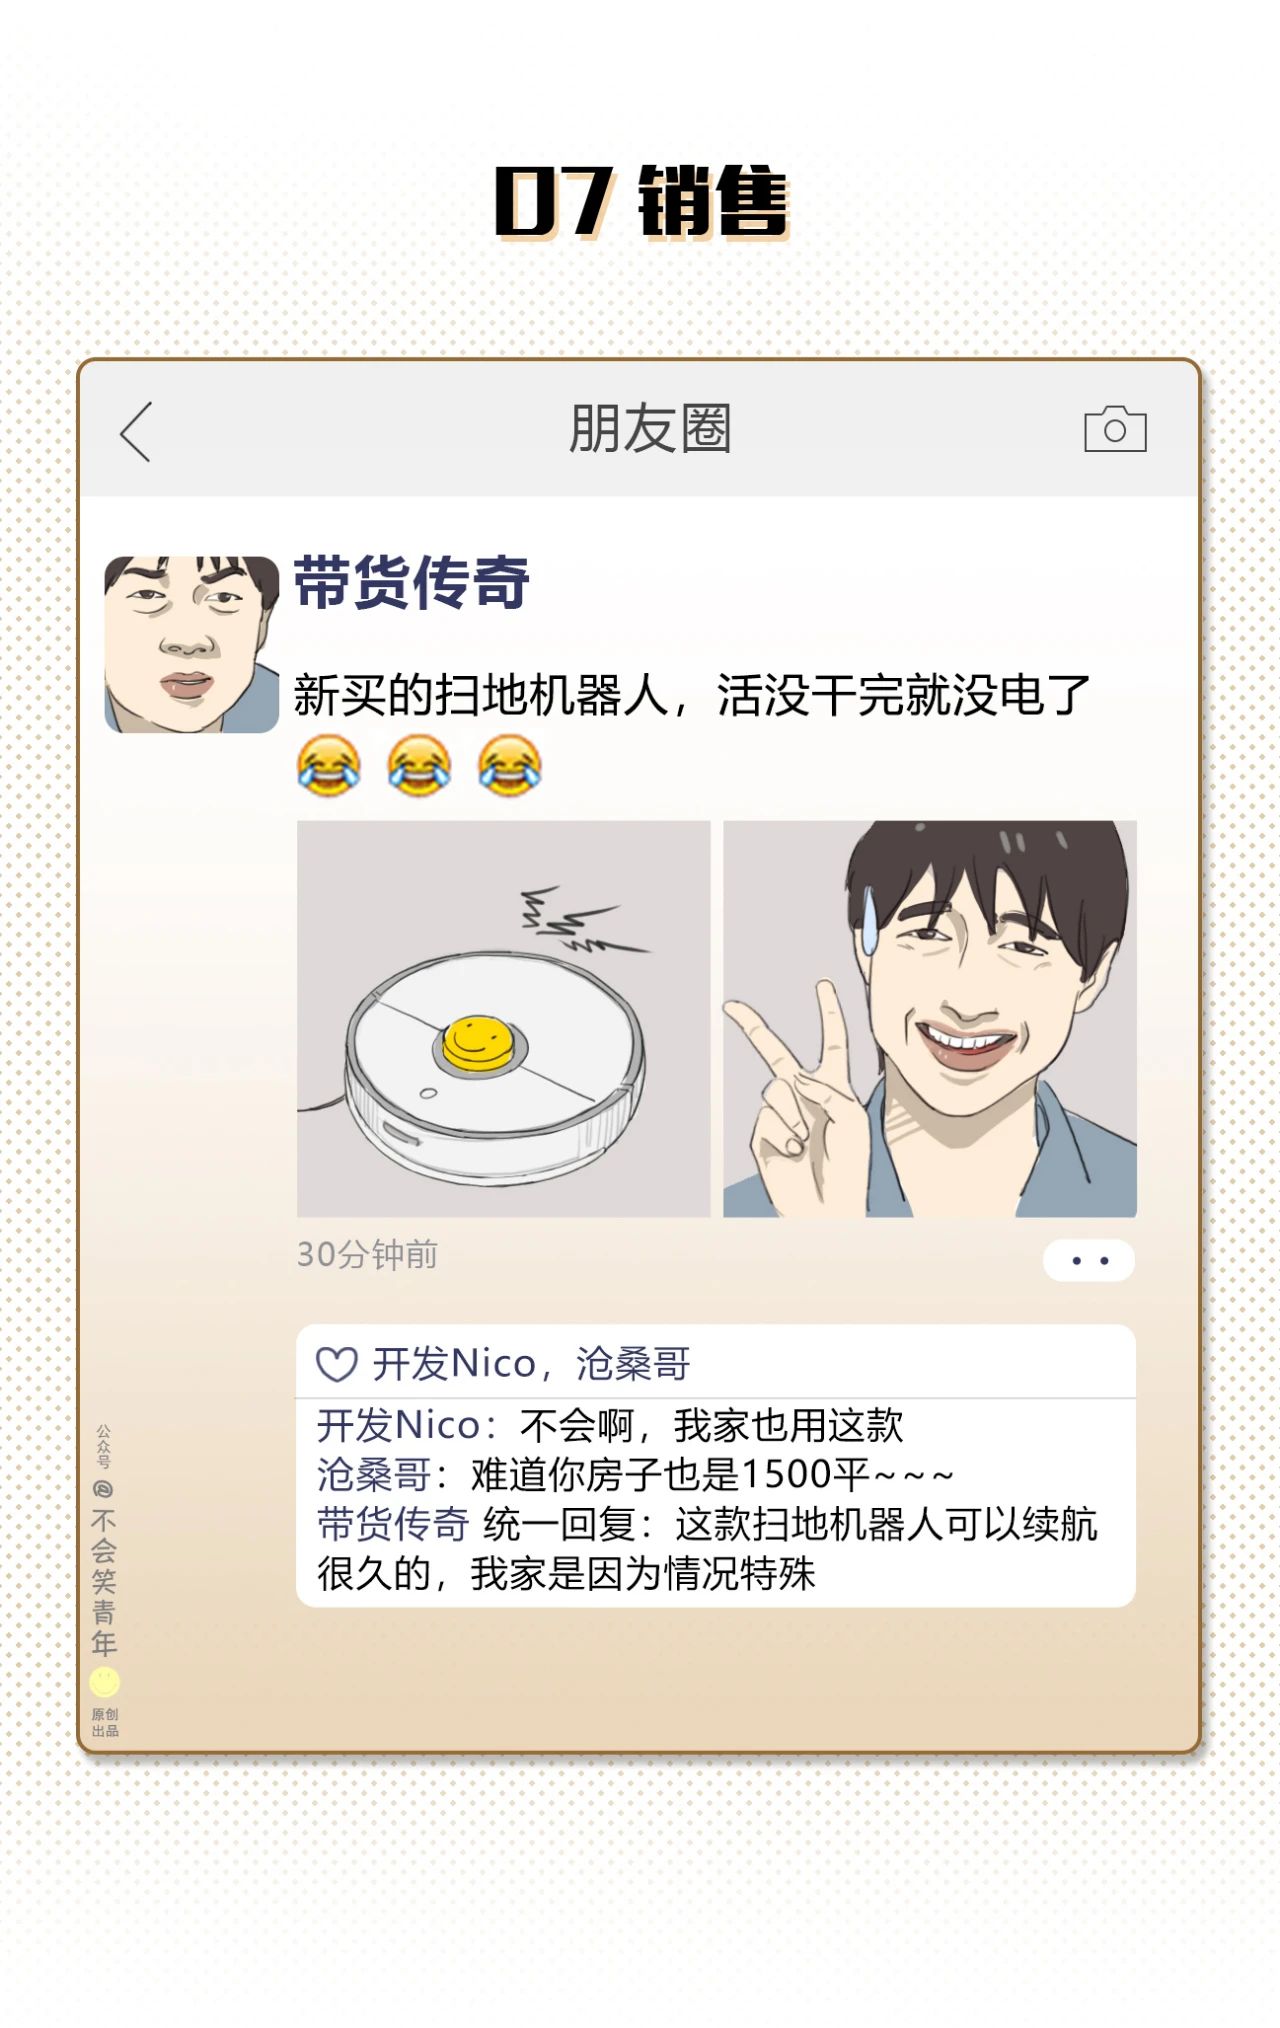 07 销售
朋友圈
带货传奇
新买的扫地机器人，活没干完就没电了
😂 😂 😂
30分钟前
开发Nico，沧桑哥
开发Nico：不会啊，我家也用这款
沧桑哥：难道你房子也是1500平~~~
带货传奇 统一回复：这款扫地机器人可以续航
很久的，我家是因为情况特殊
公众号@不会笑青年
原创
出品